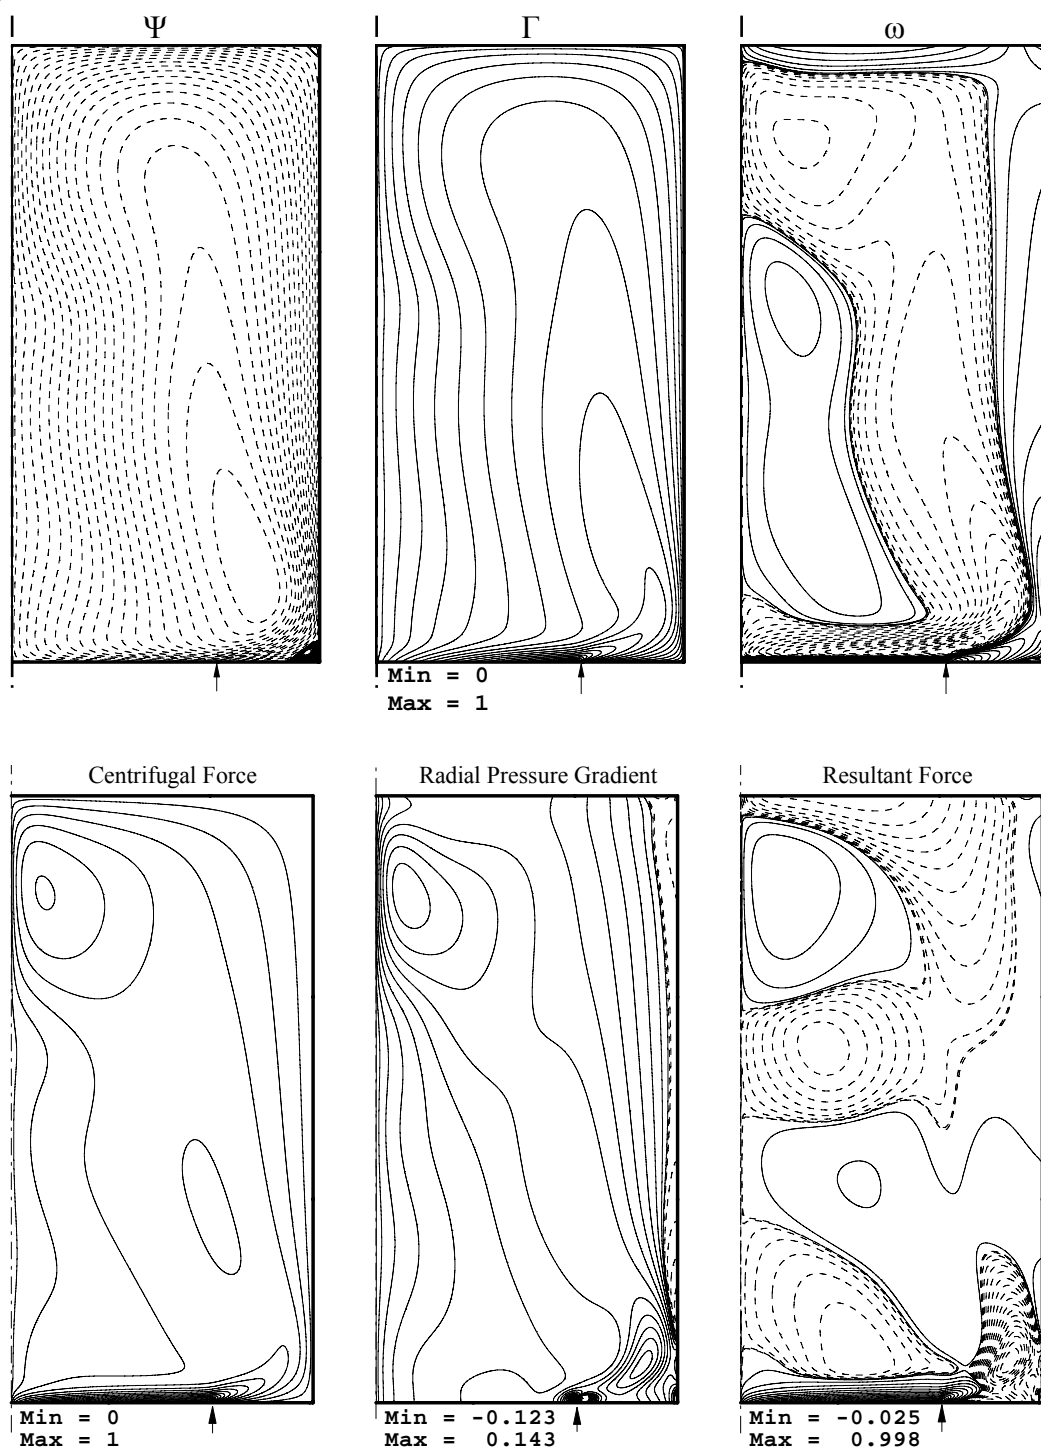 Ψ
Γ
ω
Min = 0
Max = 1
Centrifugal Force
Radial Pressure Gradient
Resultant Force
Min = 0
Max = 1
Min = -0.123
Max = 0.143
Min = -0.025
Max = 0.998